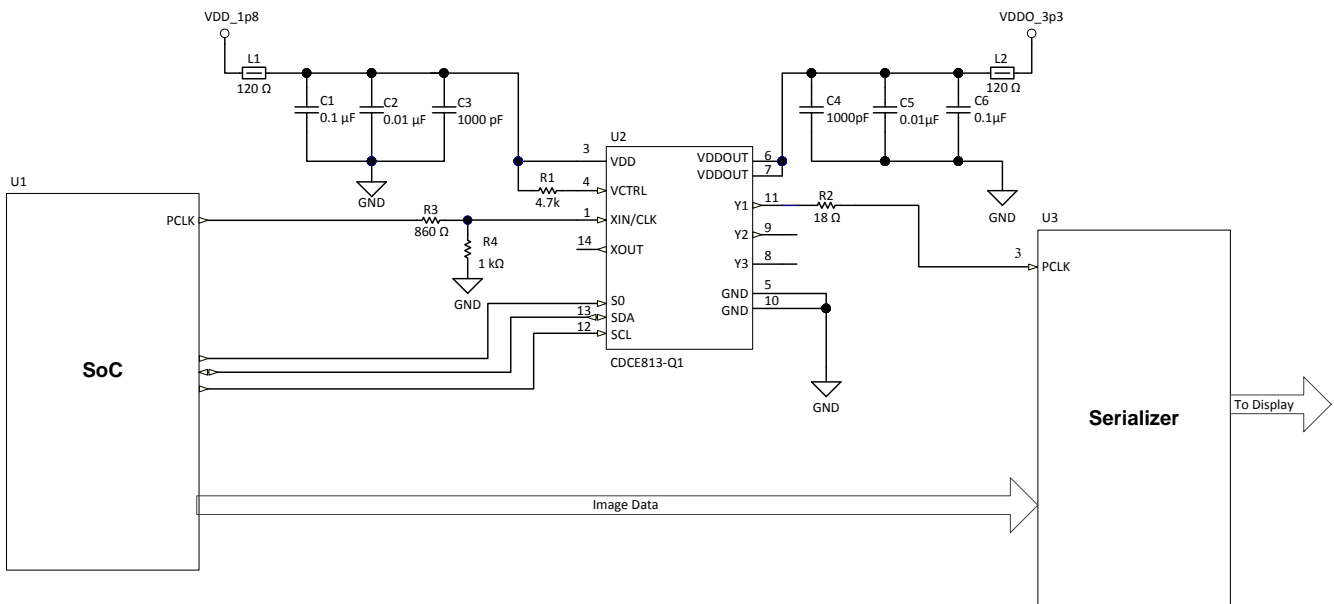 VDD_1p8
VDDO_3p3
L1
120 Ω
C1
0.1 µF
C2
0.01 µF
C3
1000 pF
GND
L2
120 Ω
C4
1000pF
C5
0.01µF
C6
0.1µF
GND
U1
PCLK
SoC
R3
860 Ω
R4
1 kΩ
GND
R1
4.7k
U2
3
VDD
4
VCTRL
1
XIN/CLK
14
XOUT
S0
13
SDA
12
SCL
VDDOUT
6
VDDOUT
7
Y1
11
Y2
9
Y3
8
GND
5
GND
10
CDCE813-Q1
R2
18 Ω
GND
U3
3
PCLK
Serializer
To Display
Image Data